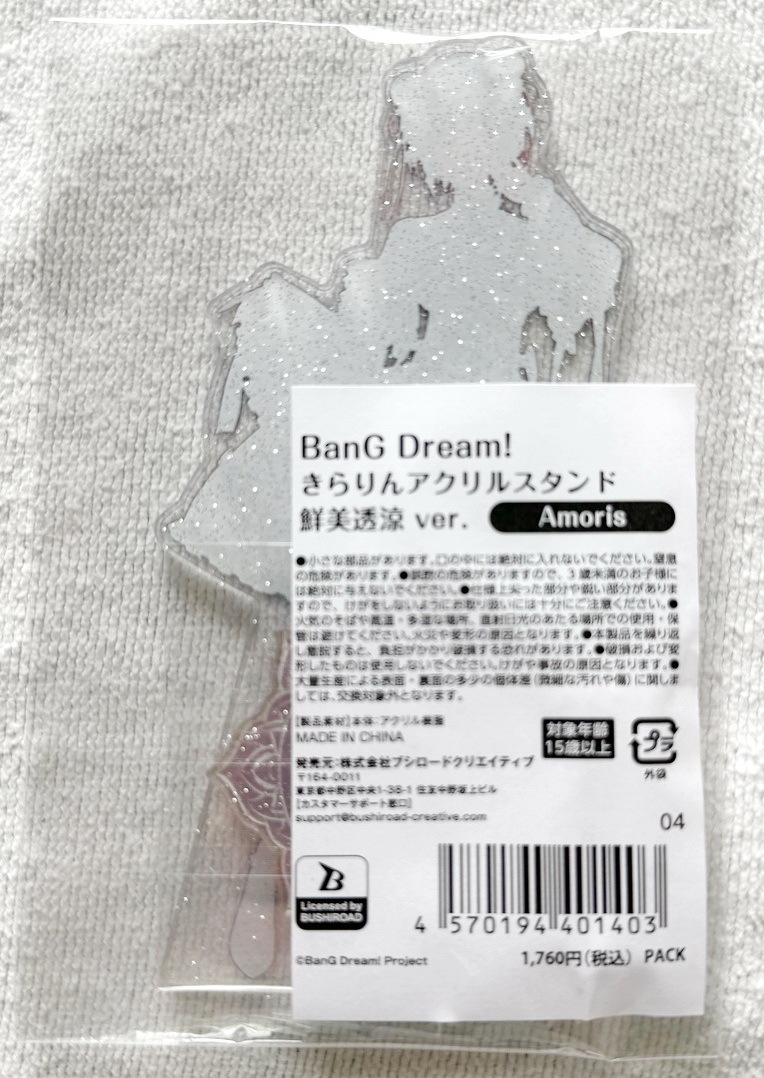 BanG Dream!
きらりんアクリルスタンド
鮮美透涼 ver. Amoris
●小さな部品があります。口の中には絶対に入れないでください。窒息
の危険があります。●誤飲の危険がありますので、3歳未満のお子様に
は絶対に与えないでください。●仕様上尖った部分や鋭い部分がありま
すので、けがをしないようにお取り扱いには十分にご注意ください。●
火気のそばや高温・多湿な場所、直射日光のあたる場所での使用・保
管は避けてください。火災や変形の原因となります。●本製品を繰り返
し着脱すると、負担がかかり破損する恐れがあります。●破損および変
形したものは使用しないでください。けがや事故の原因となります。●
大量生産による表面・裏面の多少の個体差(微細な汚れや傷)に関しま
しては、交換対象外となります。
【製品素材】本体:アクリル樹脂
MADE IN CHINA
対象年齢
15歳以上
プラ
外袋
発売元:株式会社ブシロードクリエイティブ
〒164-0011
東京都中野区中央1-38-1 住友中野坂上ビル
【カスタマーサポート窓口】
support@bushiroad-creative.com
04
B
Licensed by
BUSHIROAD
4 570194 401403
©BanG Dream! Project
1,760円(税込) PACK